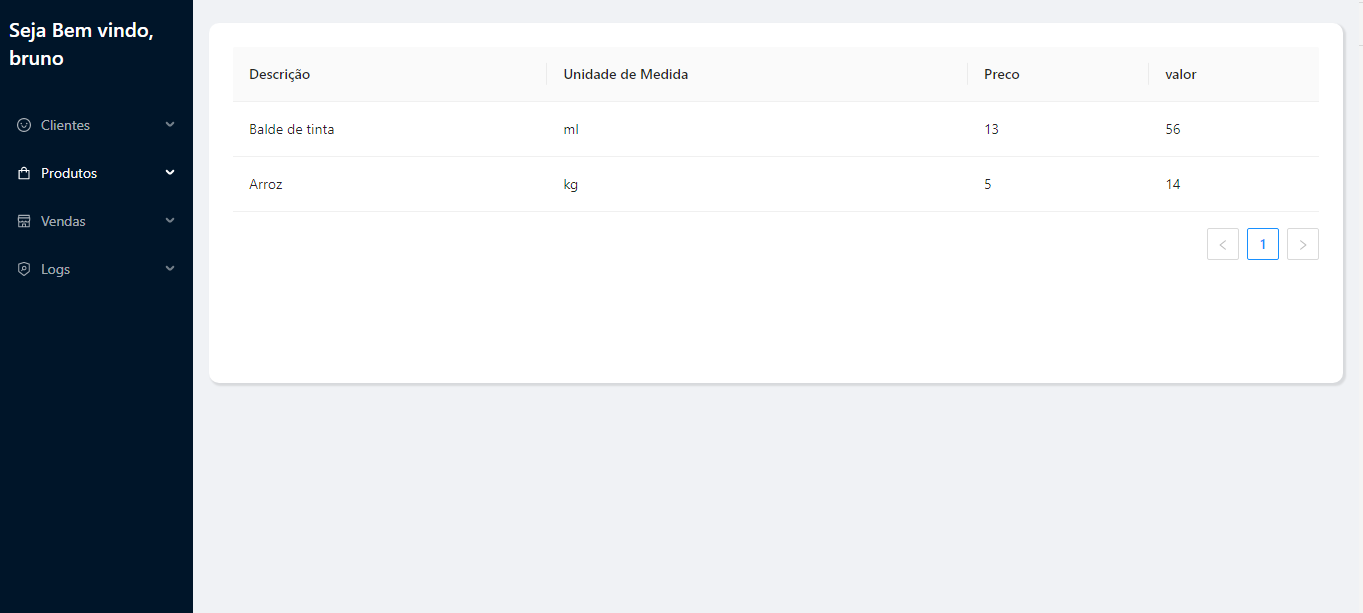 Seja Bem vindo,
bruno
Clientes
Produtos
Vendas
Logs
Descrição Unidade de Medida Preco valor
Balde de tinta ml 13 56
Arroz kg 5 14
< 1 >